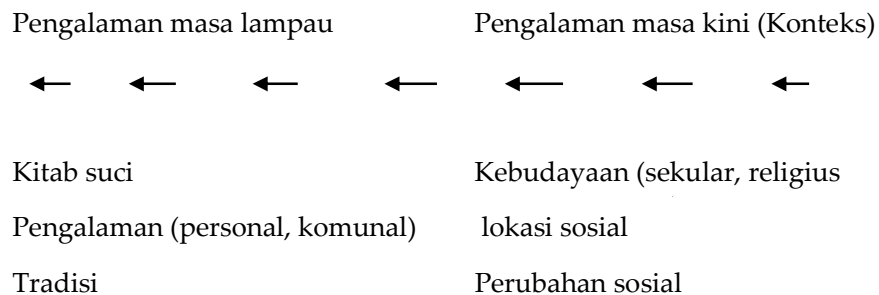 Pengalaman masa lampau Pengalaman masa kini (Konteks)
Kitab suci Kebudayaan (sekular, religius
Pengalaman (personal, komunal) lokasi sosial
Tradisi Perubahan sosial